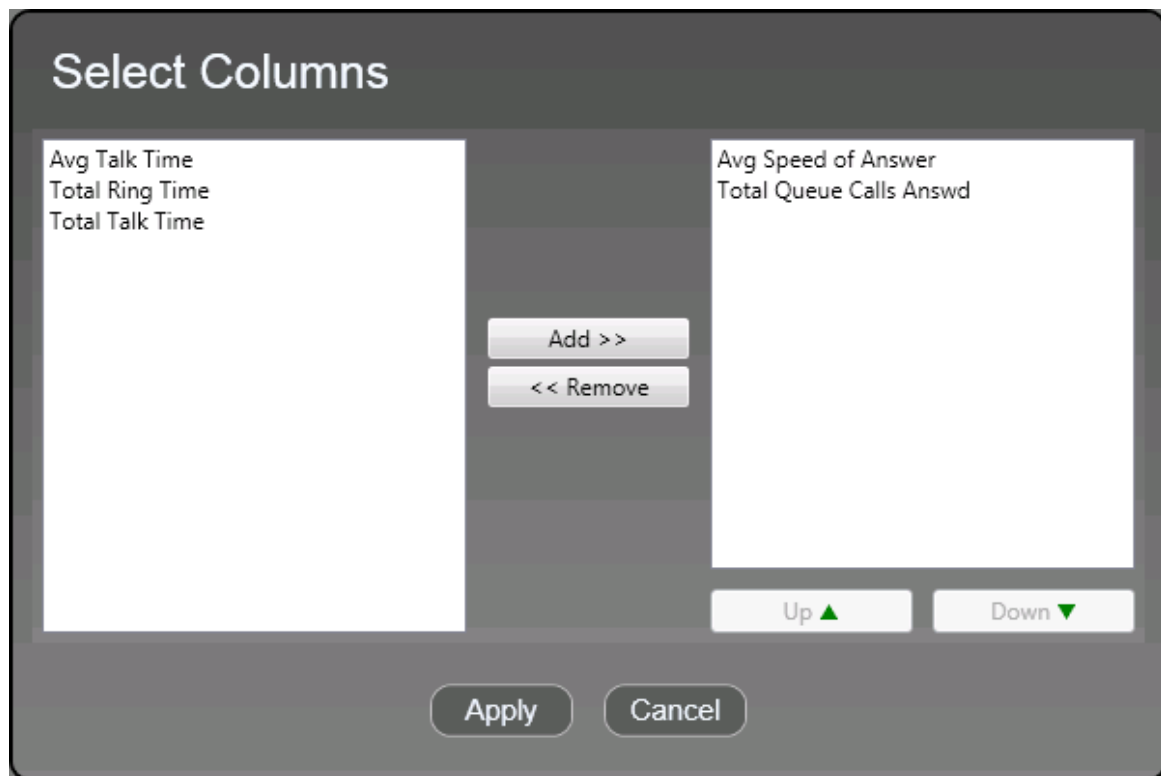 Select Columns
Avg Talk Time
Total Ring Time
Total Talk Time
Add >>
<< Remove
Avg Speed of Answer
Total Queue Calls Answd
Up ▲
Down ▼
Apply
Cancel